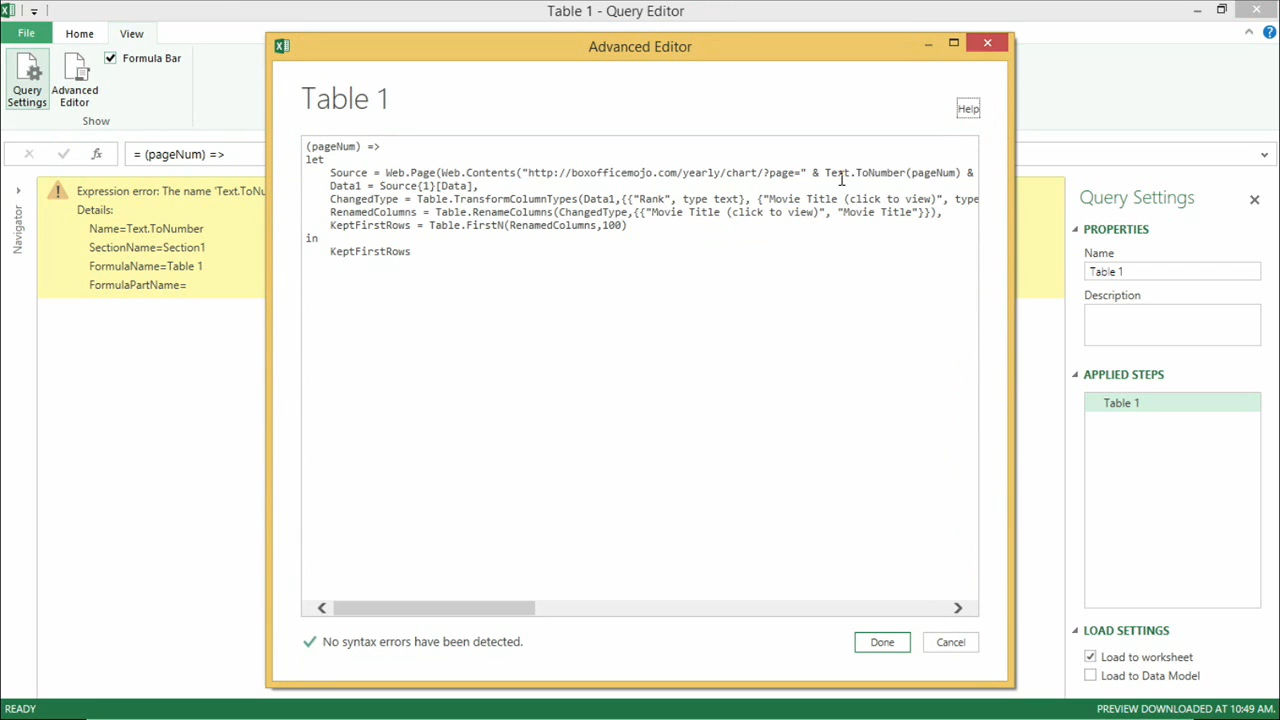 Table 1 - Query Editor
File
Home
View
Query
Settings
Advanced
Editor
Formula Bar
Show
fx
= (pageNum) =>
Navigator
Expression error: The name 'Text.ToNu
Details:
Name=Text.ToNumber
SectionName=Section1
FormulaName=Table 1
FormulaPartName=
Advanced Editor
Table 1
Help
(pageNum) =>
let
Source = Web.Page(Web.Contents("http://boxofficemojo.com/yearly/chart/?page=" & Text.ToNumber(pageNum) &
Data1 = Source{1}[Data],
ChangedType = Table.TransformColumnTypes(Data1,{{"Rank", type text}, {"Movie Title (click to view)", type
RenamedColumns = Table.RenameColumns(ChangedType,{{"Movie Title (click to view)", "Movie Title"}}),
KeptFirstRows = Table.FirstN(RenamedColumns,100)
in
KeptFirstRows
No syntax errors have been detected.
Done
Cancel
Query Settings
PROPERTIES
Name
Table 1
Description
APPLIED STEPS
Table 1
LOAD SETTINGS
Load to worksheet
Load to Data Model
READY
PREVIEW DOWNLOADED AT 10:49 AM.